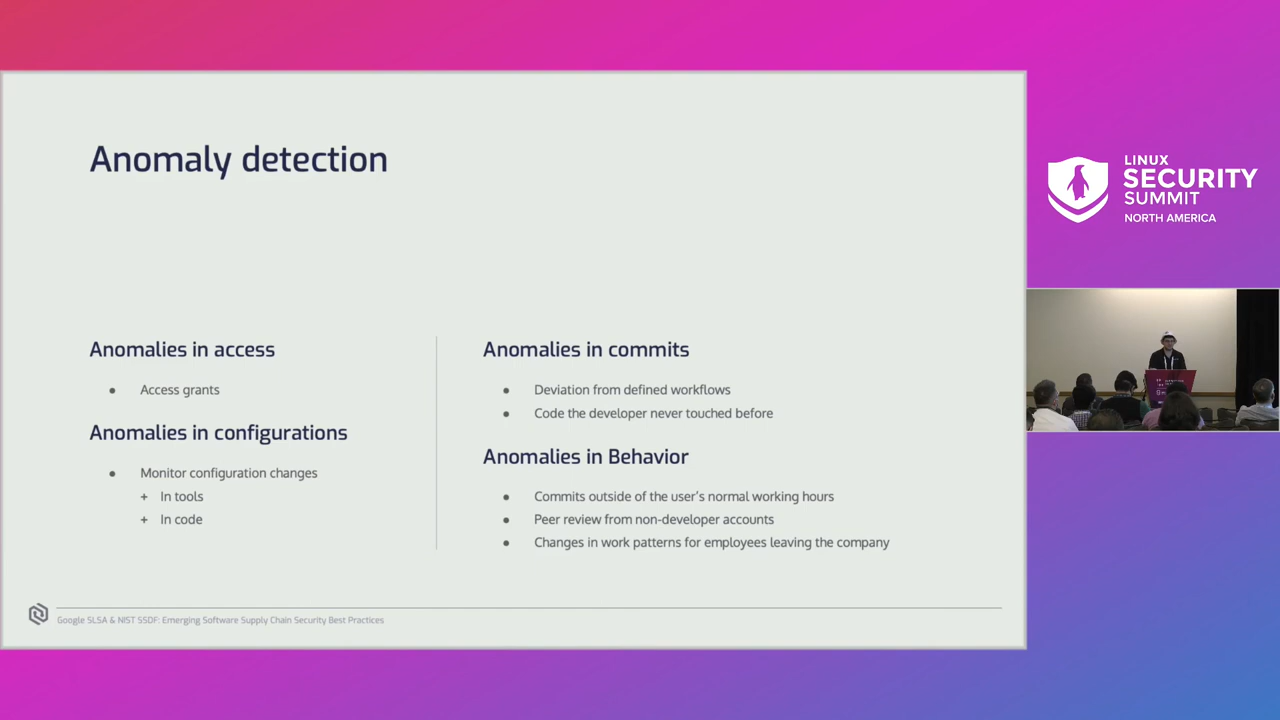 Anomaly detection
Anomalies in access
● Access grants
Anomalies in configurations
● Monitor configuration changes
+ In tools
+ In code
Anomalies in commits
● Deviation from defined workflows
● Code the developer never touched before
Anomalies in Behavior
● Commits outside of the user's normal working hours
● Peer review from non-developer accounts
● Changes in work patterns for employees leaving the company
Google SLSA & NIST SSDF: Emerging Software Supply Chain Security Best Practices
LINUX
SECURITY
SUMMIT
NORTH AMERICA